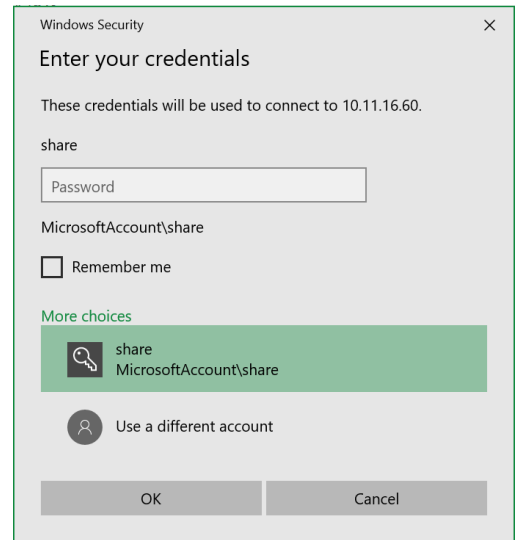 Windows Security
Enter your credentials
These credentials will be used to connect to 10.11.16.60.
share
Password
MicrosoftAccount\share
Remember me
More choices
share
MicrosoftAccount\share
Use a different account
OK
Cancel